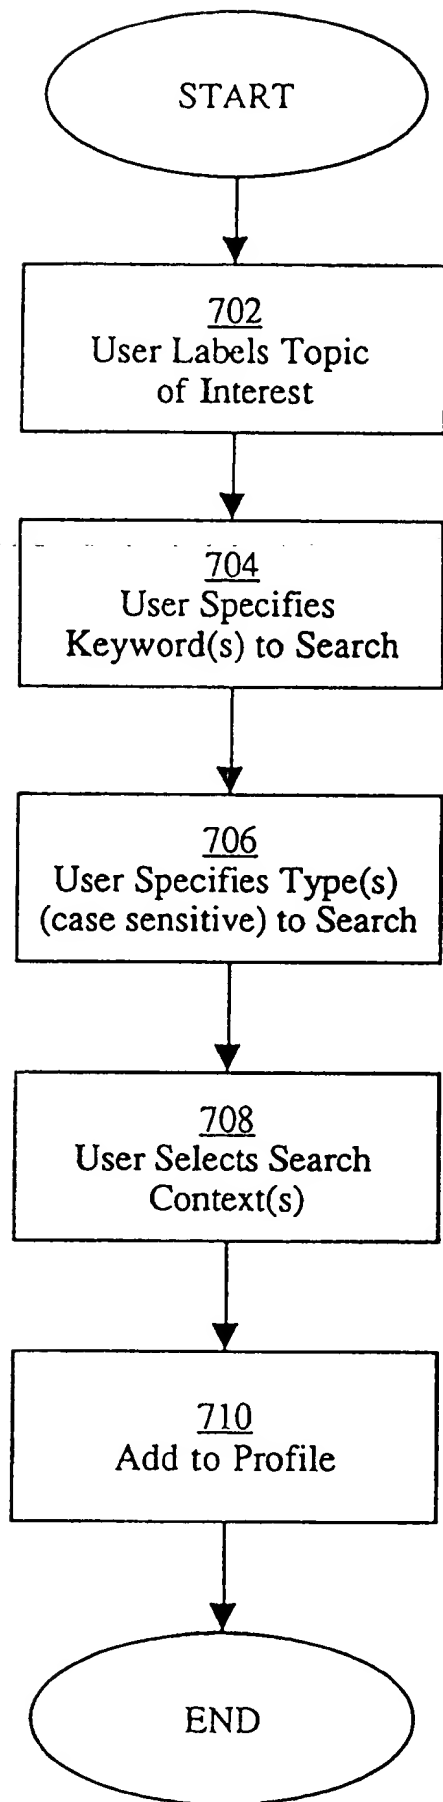 START
702
User Labels Topic
of Interest
704
User Specifies
Keyword(s) to Search
706
User Specifies Type(s)
(case sensitive) to Search
708
User Selects Search
Context(s)
710
Add to Profile
END